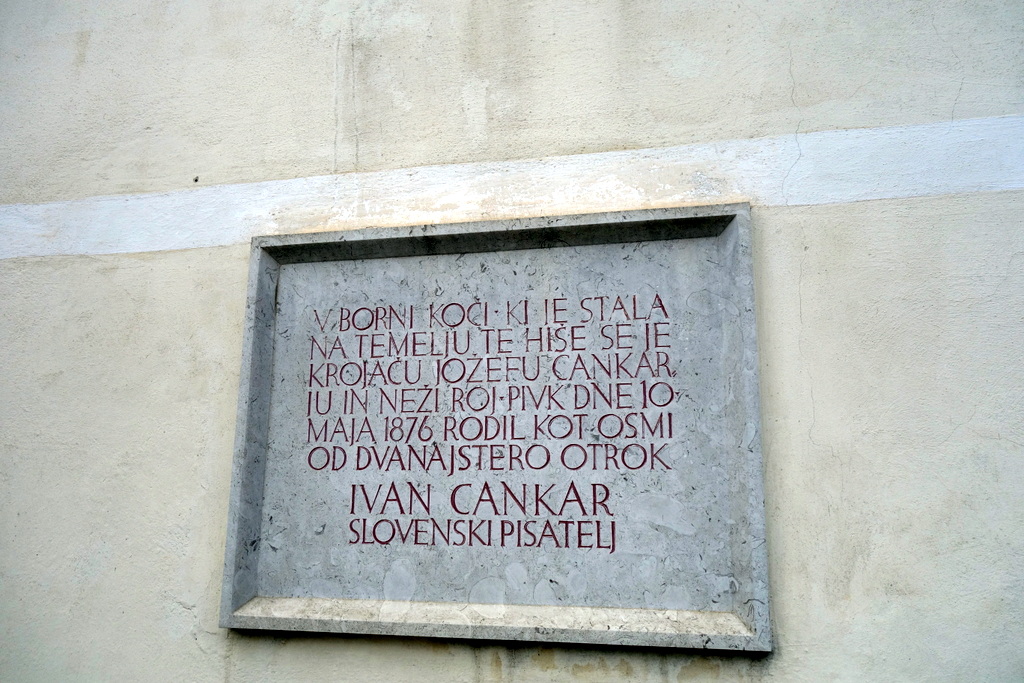 V BORNI KOČI · KI JE STALA
NA TEMELJU TE HIŠE SE JE
KROJAČU JOŽEFU CANKAR-
JU IN NEŽI ROJ · PIVK DNE 10 ·
MAJA 1876 RODIL KOT OSMI
OD DVANAJSTERO OTROK
IVAN CANKAR
SLOVENSKI PISATELJ